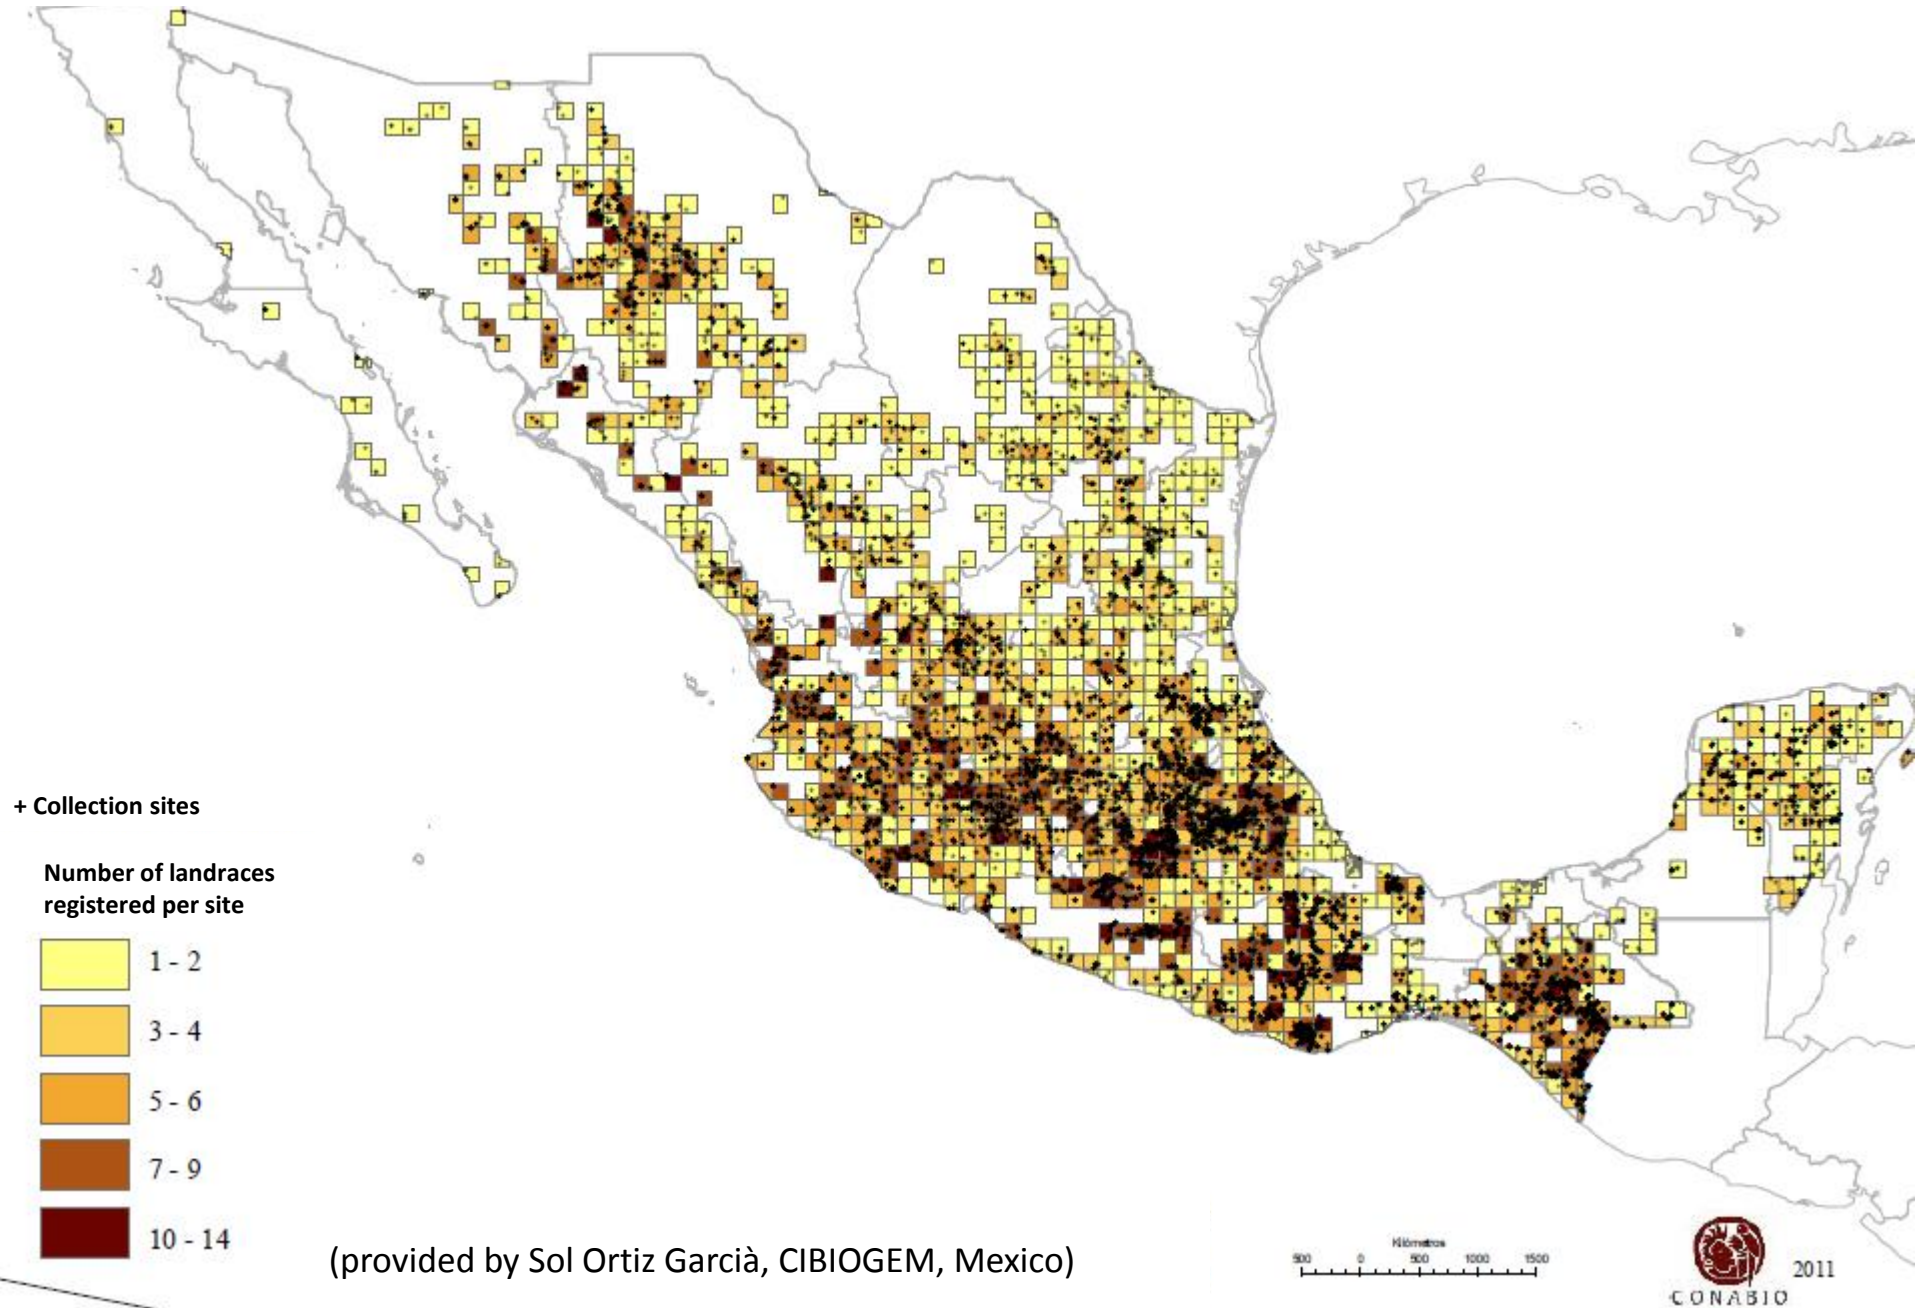 + Collection sites
Number of landraces
registered per site
1 - 2
3 - 4
5 - 6
7 - 9
10 - 14
(provided by Sol Ortiz Garcià, CIBIOGEM, Mexico)
Kilómetros
500 0 500 1000 1500
2011
CONABIO